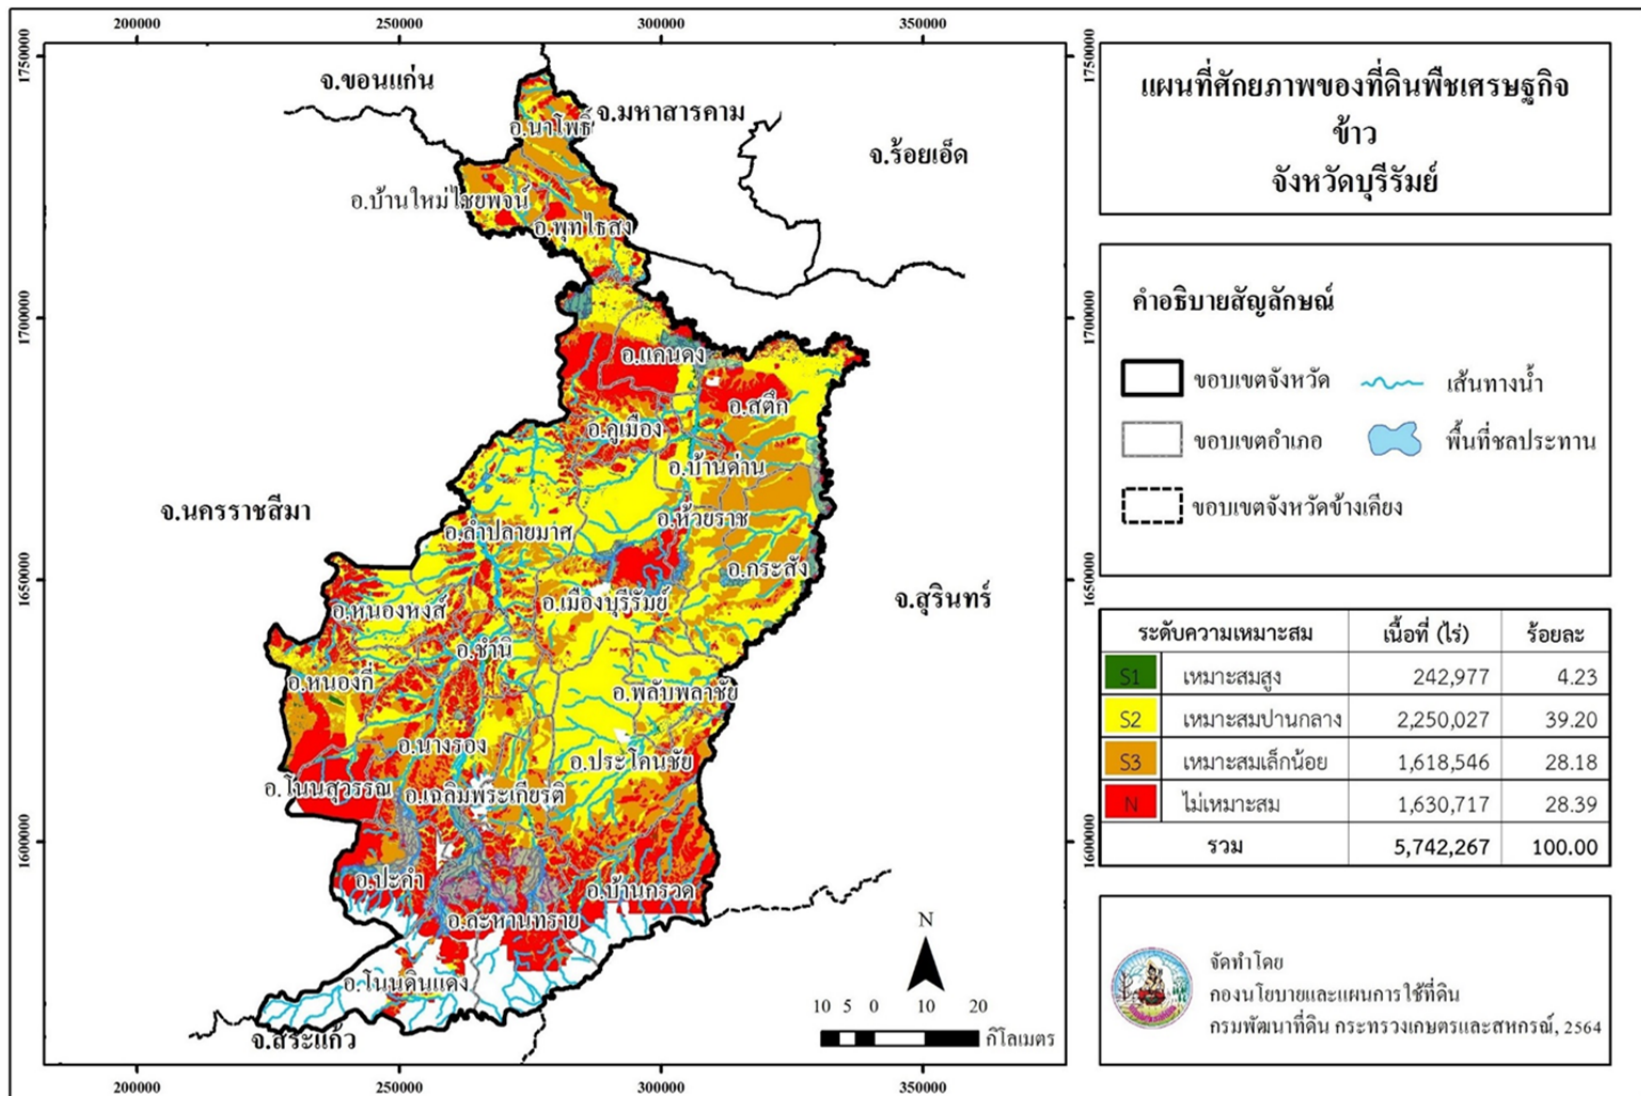 200000 250000 300000 350000
1750000
1700000
1650000
1600000
จ.ขอนแก่น
จ.มหาสารคาม
จ.ร้อยเอ็ด
อ.นาโพธิ์
อ.บ้านใหม่ไชยพจน์
อ.พุทไธสง
อ.แคนดง
อ.สตึก
อ.คูเมือง
อ.บ้านด่าน
จ.นครราชสีมา
อ.ห้วยราช
อ.ลำปลายมาศ
อ.กระสัง
จ.สุรินทร์
อ.เมืองบุรีรัมย์
อ.หนองหงส์
อ.ชำนิ
อ.หนองกี่
อ.พลับพลาชัย
อ.นางรอง
อ.ประโคนชัย
อ.โนนสุวรรณ
อ.เฉลิมพระเกียรติ
อ.ปะคำ
อ.บ้านกรวด
อ.ละหานทราย
อ.โนนดินแดง
จ.สระแก้ว
N
10 5 0 10 20
กิโลเมตร
1750000
1700000
1650000
1600000
200000 250000 300000 350000
แผนที่ศักยภาพของที่ดินพืชเศรษฐกิจ
ข้าว
จังหวัดบุรีรัมย์
คำอธิบายสัญลักษณ์
ขอบเขตจังหวัด เส้นทางน้ำ
ขอบเขตอำเภอ พื้นที่ชลประทาน
ขอบเขตจังหวัดข้างเคียง
ระดับความเหมาะสม เนื้อที่ (ไร่) ร้อยละ
S1 เหมาะสมสูง 242,977 4.23
S2 เหมาะสมปานกลาง 2,250,027 39.20
S3 เหมาะสมเล็กน้อย 1,618,546 28.18
N ไม่เหมาะสม 1,630,717 28.39
รวม 5,742,267 100.00
จัดทำโดย
กองนโยบายและแผนการใช้ที่ดิน
กรมพัฒนาที่ดิน กระทรวงเกษตรและสหกรณ์, 2564